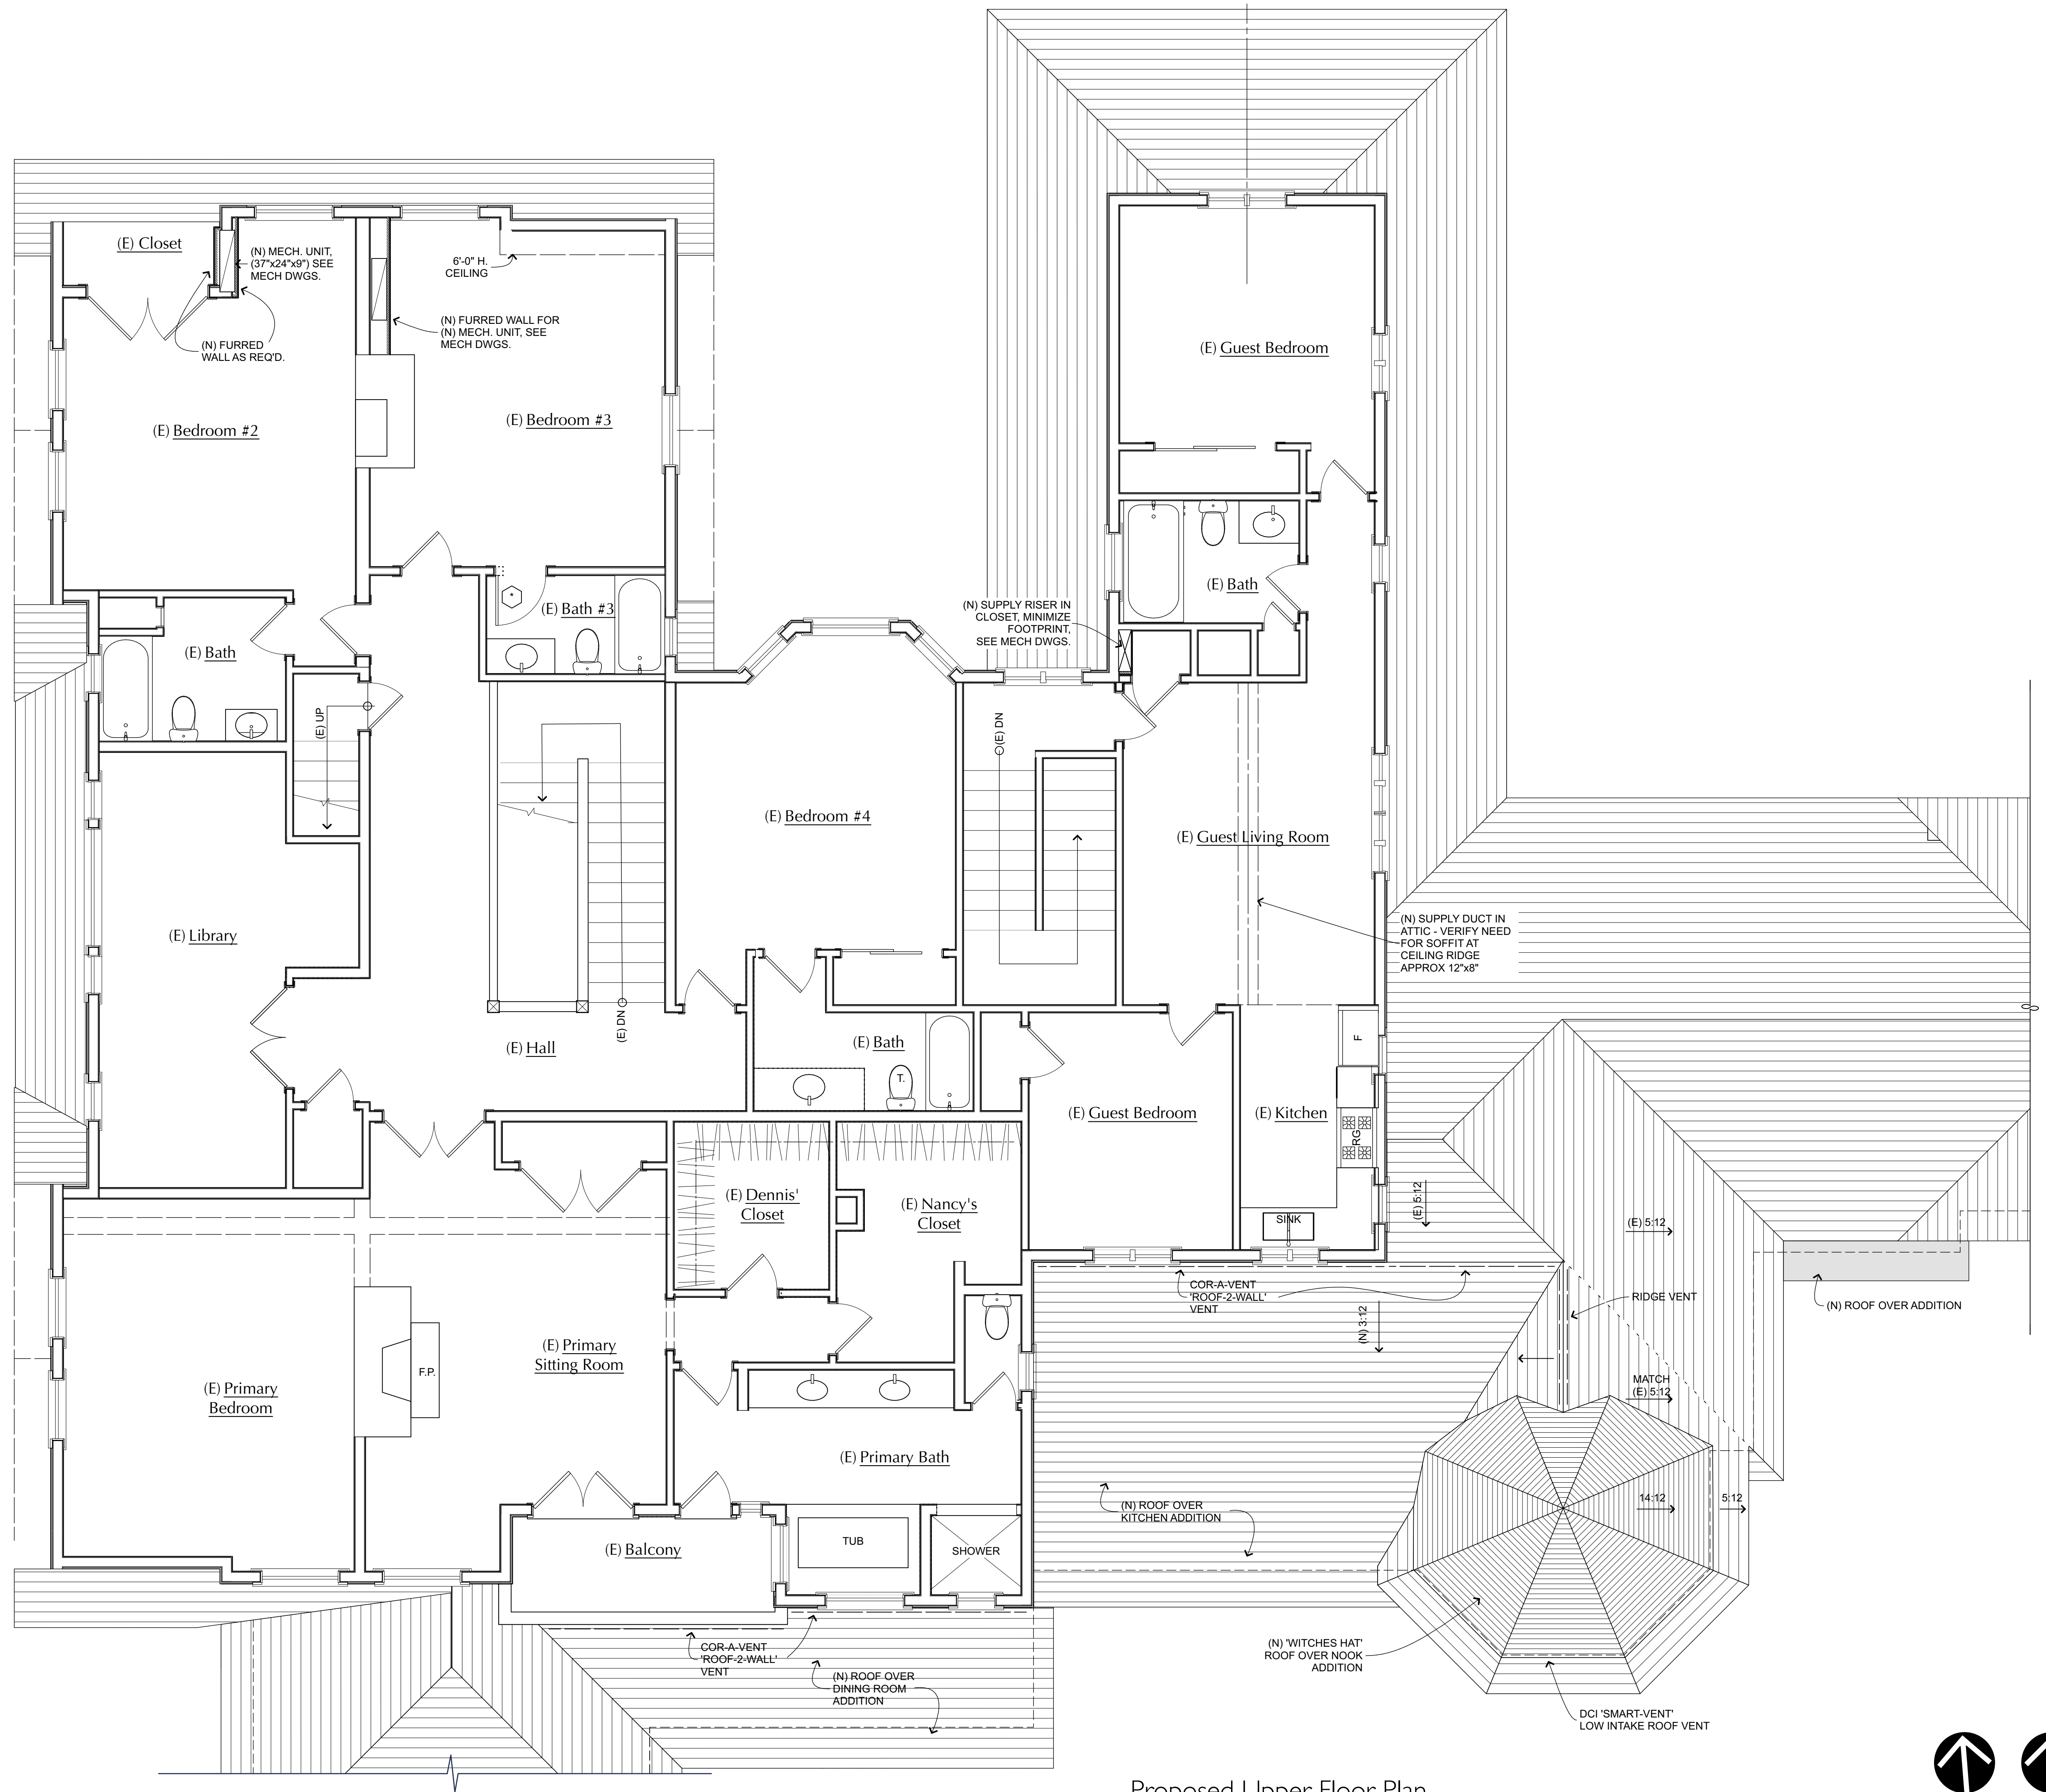 (E) Closet
(N) MECH. UNIT,
(37"x24"x9") SEE
MECH DWGS.
(N) FURRED
WALL AS REQ'D.
6'-0" H.
CEILING
(N) FURRED WALL FOR
(N) MECH. UNIT, SEE
MECH DWGS.
(E) Bedroom #2
(E) Bedroom #3
(E) Guest Bedroom
(E) Bath #3
(E) Bath
(E) UP
(E) Bath
(N) SUPPLY RISER IN
CLOSET, MINIMIZE
FOOTPRINT,
SEE MECH DWGS.
(E) DN
(E) Bedroom #4
(E) Guest Living Room
(E) Library
(N) SUPPLY DUCT IN
ATTIC - VERIFY NEED
FOR SOFFIT AT
CEILING RIDGE
APPROX 12"x8"
(E) DN
(E) Hall
(E) Bath
T.
F
(E) Guest Bedroom
(E) Kitchen
RG
SINK
(E) Dennis'
Closet
(E) Nancy's
Closet
(E) 5:12
(E) 5:12
COR-A-VENT
'ROOF-2-WALL'
VENT
(N) 3:12
RIDGE VENT
(N) ROOF OVER ADDITION
(E) Primary
Sitting Room
F.P.
(E) Primary
Bedroom
MATCH
(E) 5:12
(E) Primary Bath
14:12
5:12
(N) ROOF OVER
KITCHEN ADDITION
(E) Balcony
TUB
SHOWER
COR-A-VENT
'ROOF-2-WALL'
VENT
(N) ROOF OVER
DINING ROOM
ADDITION
(N) 'WITCHES HAT'
ROOF OVER NOOK
ADDITION
DCI 'SMART-VENT'
LOW INTAKE ROOF VENT
Proposed Upper Floor Plan